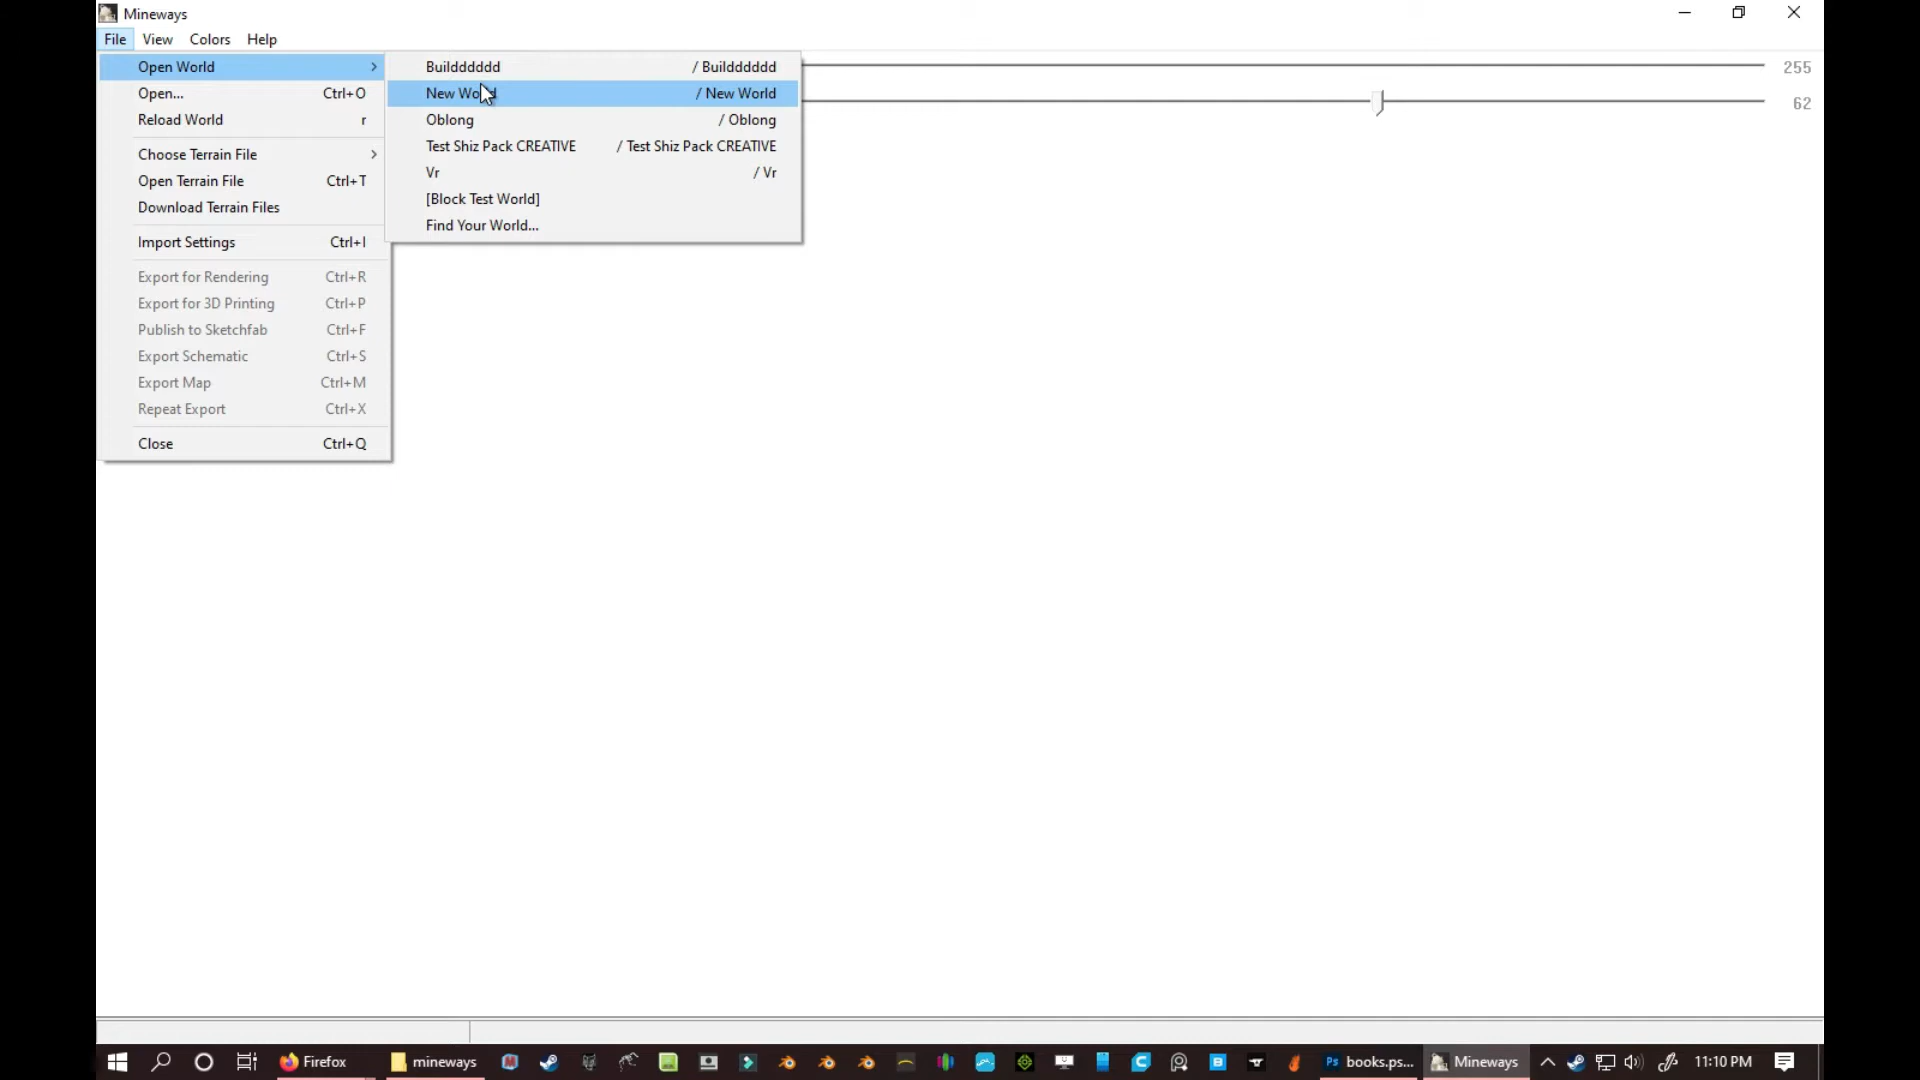 Mineways
File View Colors Help
Open World
Open... Ctrl+O
Reload World r
Choose Terrain File
Open Terrain File Ctrl+T
Download Terrain Files
Import Settings Ctrl+I
Export for Rendering Ctrl+R
Export for 3D Printing Ctrl+P
Publish to Sketchfab Ctrl+F
Export Schematic Ctrl+S
Export Map Ctrl+M
Repeat Export Ctrl+X
Close Ctrl+Q
Buildddddd / Buildddddd
New World / New World
Oblong / Oblong
Test Shiz Pack CREATIVE / Test Shiz Pack CREATIVE
Vr / Vr
[Block Test World]
Find Your World...
255
62
Firefox mineways books.ps... Mineways 11:10 PM